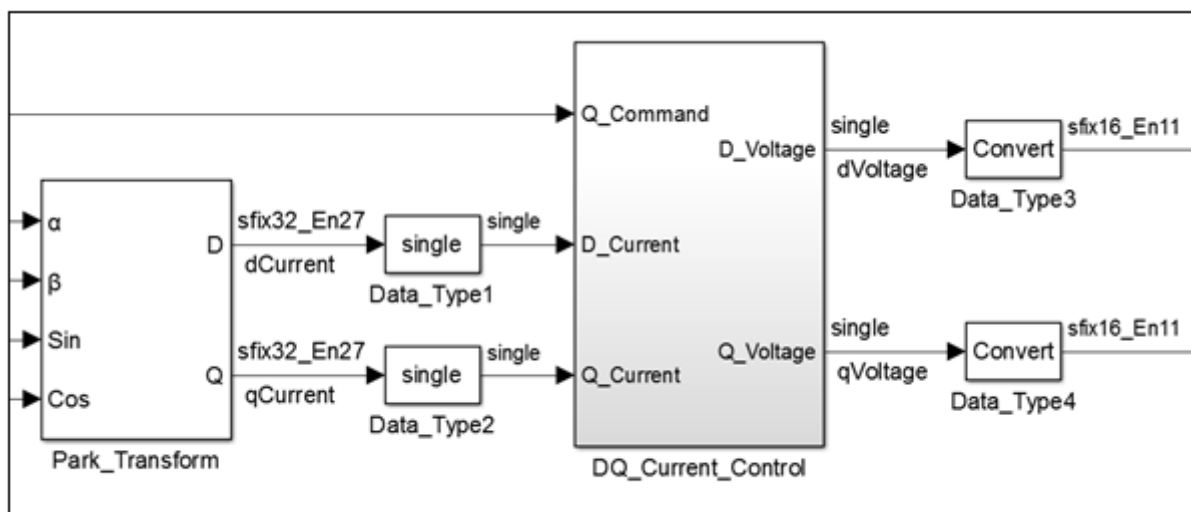 Q_Command
single
sfix16_En11
D_Voltage
Convert
dVoltage
Data_Type3
α
sfix32_En27
single
D
single
D_Current
dCurrent
β
Data_Type1
Sin
sfix32_En27
single
single
sfix16_En11
Q
single
Q_Current
Q_Voltage
Convert
qCurrent
qVoltage
Cos
Data_Type2
Data_Type4
Park_Transform
DQ_Current_Control